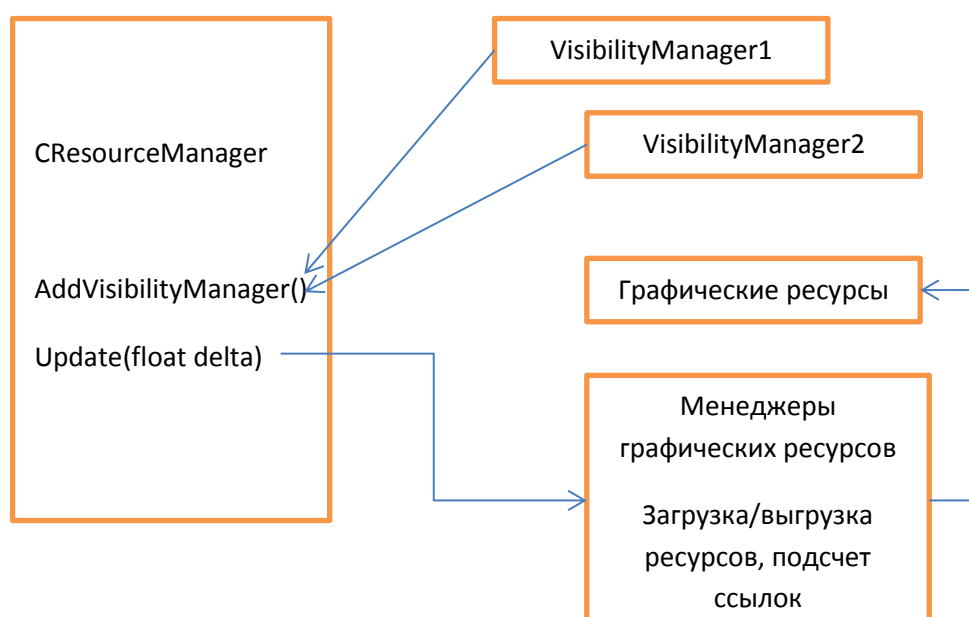 VisibilityManager1
VisibilityManager2
CResourceManager
AddVisibilityManager()
Update(float delta)
Графические ресурсы
Менеджеры
графических ресурсов
Загрузка/выгрузка
ресурсов, подсчет
ссылок